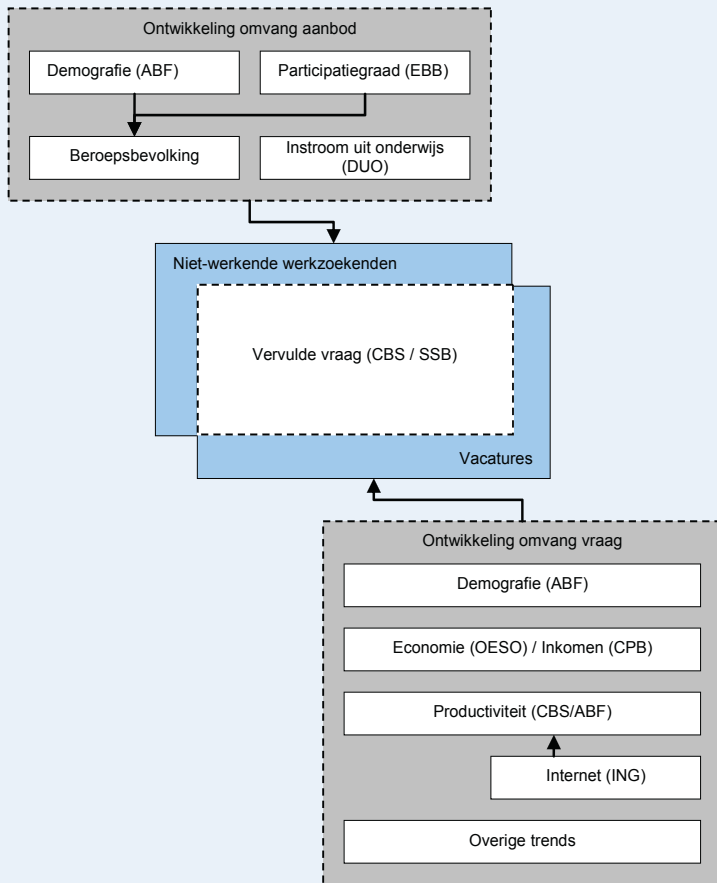 Ontwikkeling omvang aanbod
Demografie (ABF)
Participatiegraad (EBB)
Beroepsbevolking
Instroom uit onderwijs
(DUO)
Niet-werkende werkzoekenden
Vervulde vraag (CBS / SSB)
Vacatures
Ontwikkeling omvang vraag
Demografie (ABF)
Economie (OESO) / Inkomen (CPB)
Productiviteit (CBS/ABF)
Internet (ING)
Overige trends